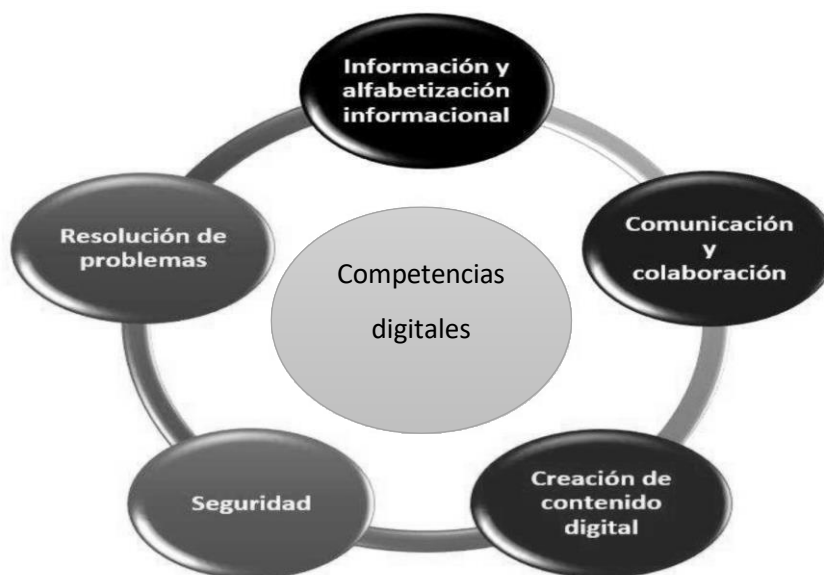 Información y
alfabetización
informacional
Comunicación
y
colaboración
Creación de
contenido
digital
Seguridad
Resolución de
problemas
Competencias
digitales